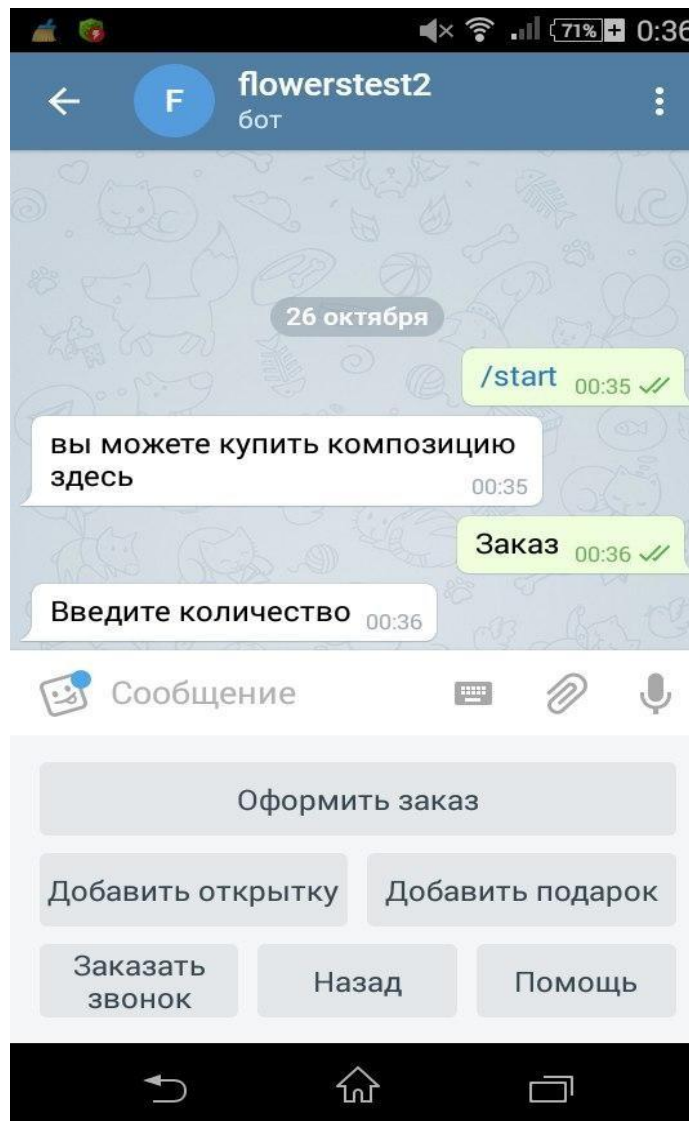 71% 0:36
F
flowerstest2
бот
26 октября
/start 00:35
вы можете купить композицию
здесь 00:35
Заказ 00:36
Введите количество 00:36
Сообщение
Оформить заказ
Добавить открытку Добавить подарок
Заказать
звонок
Назад
Помощь